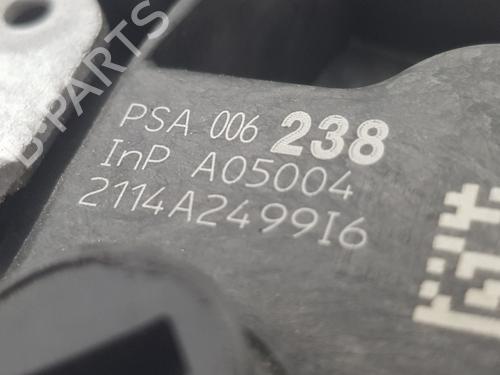 B-PARTS
PSA 006 238
InP A05004
2114A2499I6